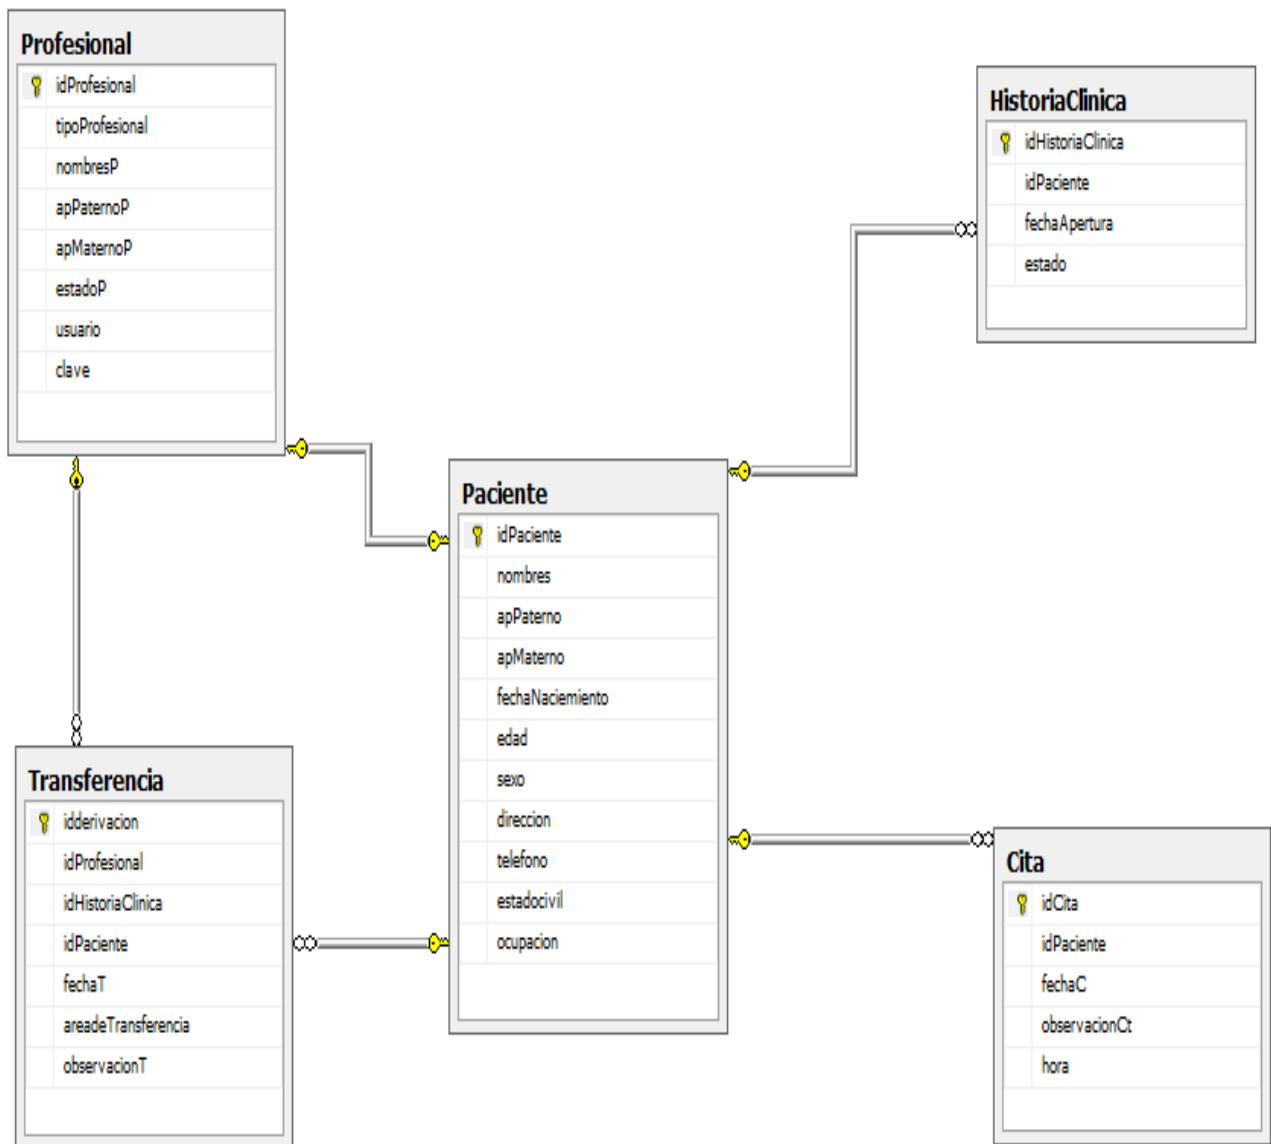 Profesional
idProfesional
tipoProfesional
nombresP
apPaternoP
apMaternoP
estadoP
usuario
clave
HistoriaClinica
idHistoriaClinica
idPaciente
fechaApertura
estado
Paciente
idPaciente
nombres
apPaterno
apMaterno
fechaNaciemiento
edad
sexo
direccion
telefono
estadocivil
ocupacion
Transferencia
idderivacion
idProfesional
idHistoriaClinica
idPaciente
fechaT
areadeTransferencia
observacionT
Cita
idCita
idPaciente
fechaC
observacionCt
hora